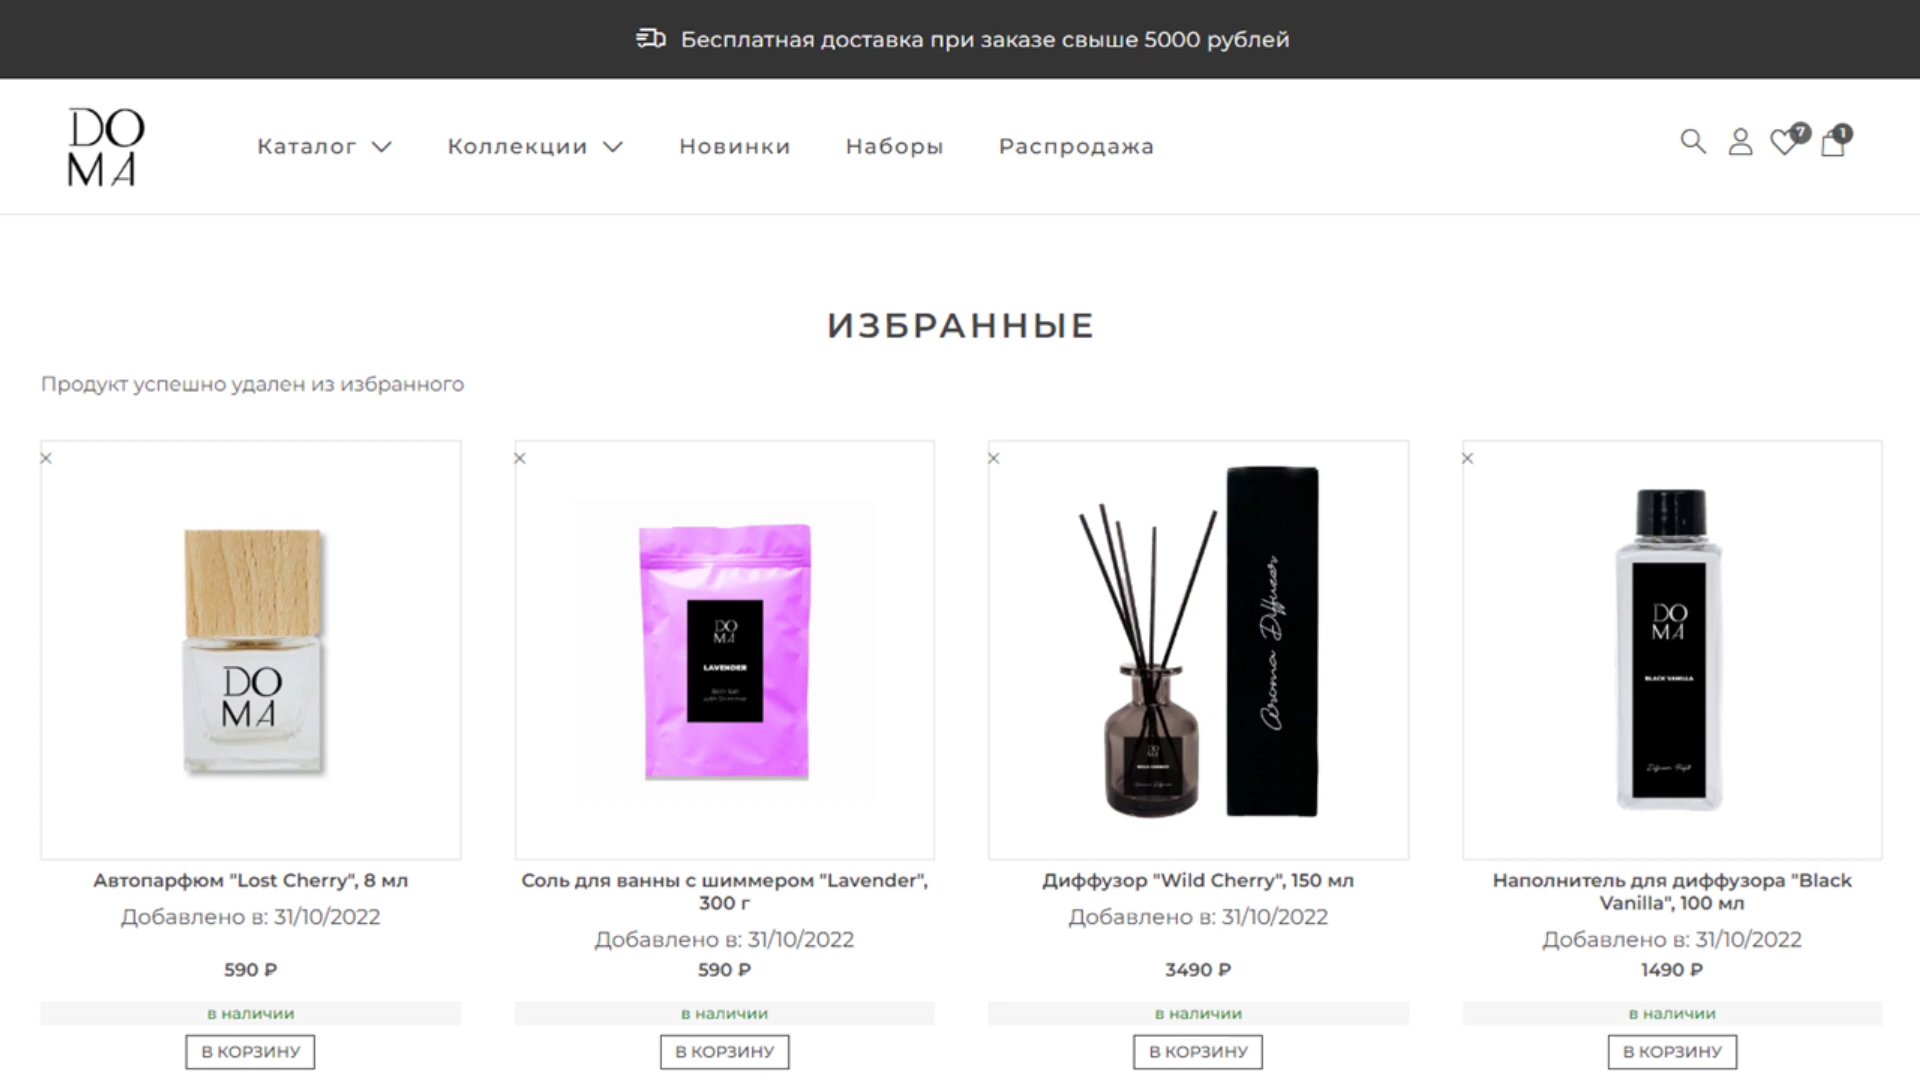 Бесплатная доставка при заказе свыше 5000 рублей
DO
MA
Каталог
Коллекции
Новинки
Наборы
Распродажа
7
1
ИЗБРАННЫЕ
Продукт успешно удален из избранного
DO
MA
DO
MA
LAVENDER
Aroma Diffuser
DO
MA
DO
MA
BLACK VANILLA
Автопарфюм "Lost Cherry", 8 мл
Добавлено в: 31/10/2022
590 ₽
в наличии
В КОРЗИНУ
Соль для ванны с шиммером "Lavender",
300 г
Добавлено в: 31/10/2022
590 ₽
в наличии
В КОРЗИНУ
Диффузор "Wild Cherry", 150 мл
Добавлено в: 31/10/2022
3490 ₽
в наличии
В КОРЗИНУ
Наполнитель для диффузора "Black
Vanilla", 100 мл
Добавлено в: 31/10/2022
1490 ₽
в наличии
В КОРЗИНУ